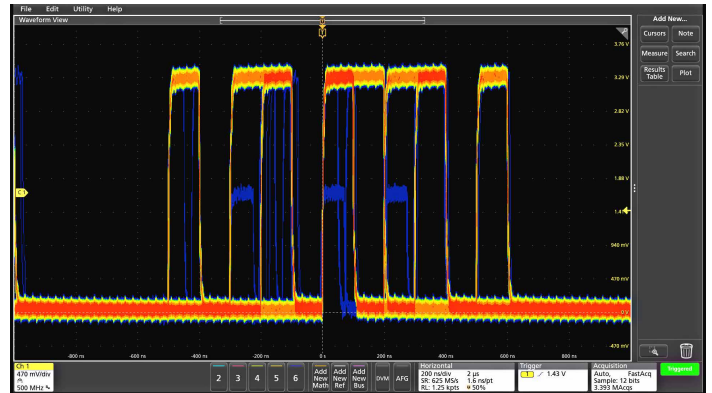 File Edit Utility Help
Waveform View
Add New...
Cursors Note
Measure Search
Results Table Plot
3.76 V
3.29 V
2.82 V
2.35 V
1.88 V
1.41
940 mV
470 mV
0 V
-470 mV
C1
-800 ns -600 ns -400 ns -200 ns 0 s 200 ns 400 ns 600 ns 800 ns
Ch 1
470 mV/div
500 MHz
2 3 4 5 6
Add New Math
Add New Ref
Add New Bus
DVM AFG
Horizontal
200 ns/div 2 µs
SR: 625 MS/s 1.6 ns/pt
RL: 1.25 kpts 50%
Trigger
1 1.43 V
Acquisition
Auto, FastAcq
Sample: 12 bits
3.393 MAcqs
Triggered